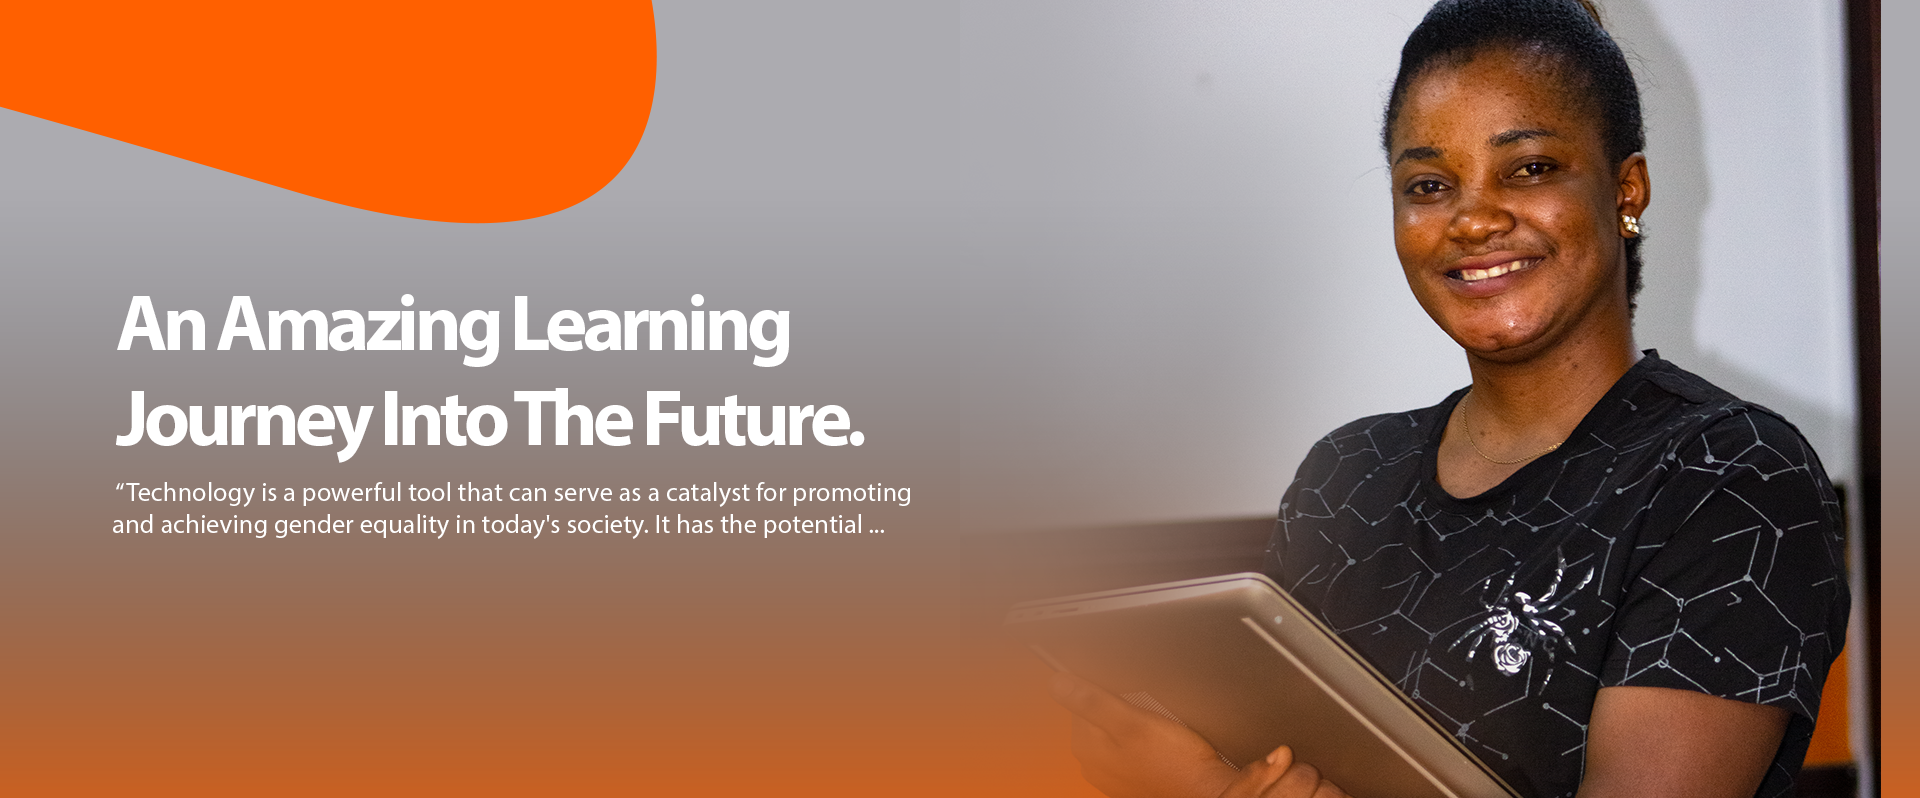 An Amazing Learning
Journey Into The Future.
“Technology is a powerful tool that can serve as a catalyst for promoting
and achieving gender equality in today's society. It has the potential ...